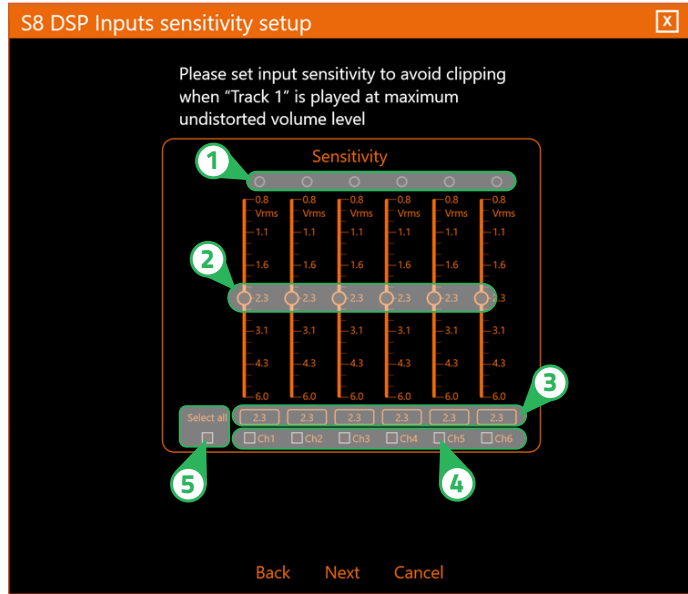 S8 DSP Inputs sensitivity setup X
Please set input sensitivity to avoid clipping
when "Track 1" is played at maximum
undistorted volume level
Sensitivity
1
0.8 0.8 0.8 0.8 0.8 0.8
Vrms Vrms Vrms Vrms Vrms Vrms
1.1 1.1 1.1 1.1 1.1 1.1
2
1.6 1.6 1.6 1.6 1.6 1.6
2.3 2.3 2.3 2.3 2.3 2.3
3.1 3.1 3.1 3.1 3.1 3.1
4.3 4.3 4.3 4.3 4.3 4.3
3
6.0 6.0 6.0 6.0 6.0 6.0
Select all 2.3 2.3 2.3 2.3 2.3 2.3
Ch1 Ch2 Ch3 Ch4 Ch5 Ch6
5 4
Back Next Cancel